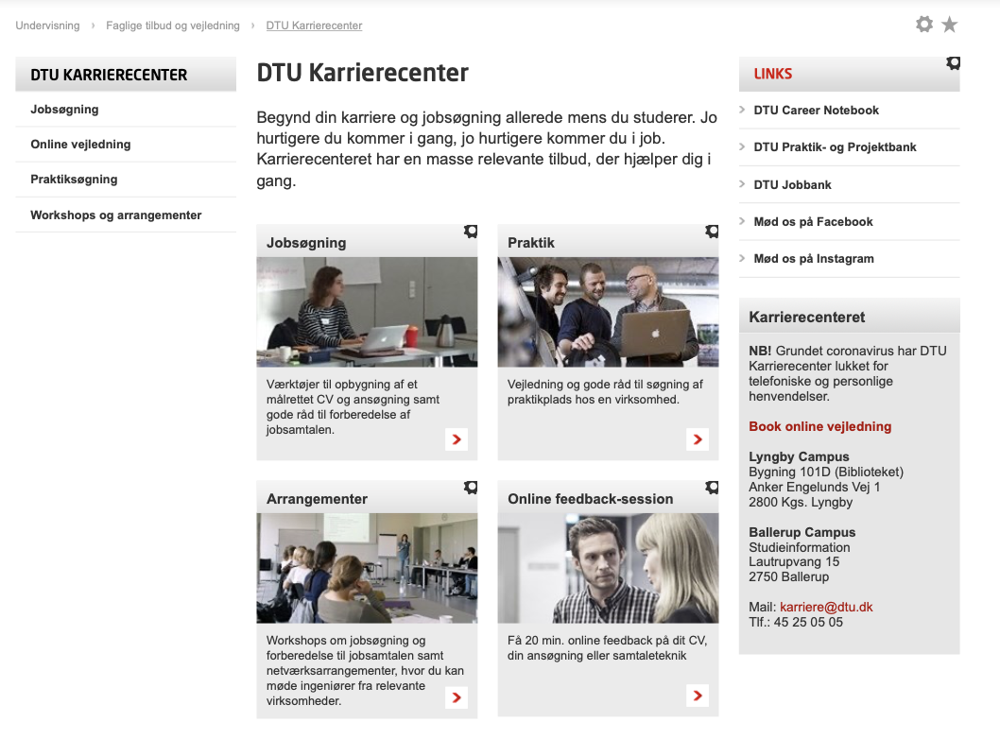 Undervisning › Faglige tilbud og vejledning › DTU Karrierecenter
DTU KARRIERECENTER
Jobsøgning
Online vejledning
Praktiksøgning
Workshops og arrangementer
DTU Karrierecenter
Begynd din karriere og jobsøgning allerede mens du studerer. Jo
hurtigere du kommer i gang, jo hurtigere kommer du i job.
Karrierecenteret har en masse relevante tilbud, der hjælper dig i
gang.
Jobsøgning
Værktøjer til opbygning af et
målrettet CV og ansøgning samt
gode råd til forberedelse af
jobsamtalen.
Praktik
Vejledning og gode råd til søgning af
praktikplads hos en virksomhed.
Arrangementer
Workshops om jobsøgning og
forberedelse til jobsamtalen samt
netværksarrangementer, hvor du kan
møde ingeniører fra relevante
virksomheder.
Online feedback-session
Få 20 min. online feedback på dit CV,
din ansøgning eller samtaleteknik
LINKS
DTU Career Notebook
DTU Praktik- og Projektbank
DTU Jobbank
Mød os på Facebook
Mød os på Instagram
Karrierecenteret
NB! Grundet coronavirus har DTU
Karrierecenter lukket for
telefoniske og personlige
henvendelser.
Book online vejledning
Lyngby Campus
Bygning 101D (Biblioteket)
Anker Engelunds Vej 1
2800 Kgs. Lyngby
Ballerup Campus
Studieinformation
Lautrupvang 15
2750 Ballerup
Mail: karriere@dtu.dk
Tlf.: 45 25 05 05